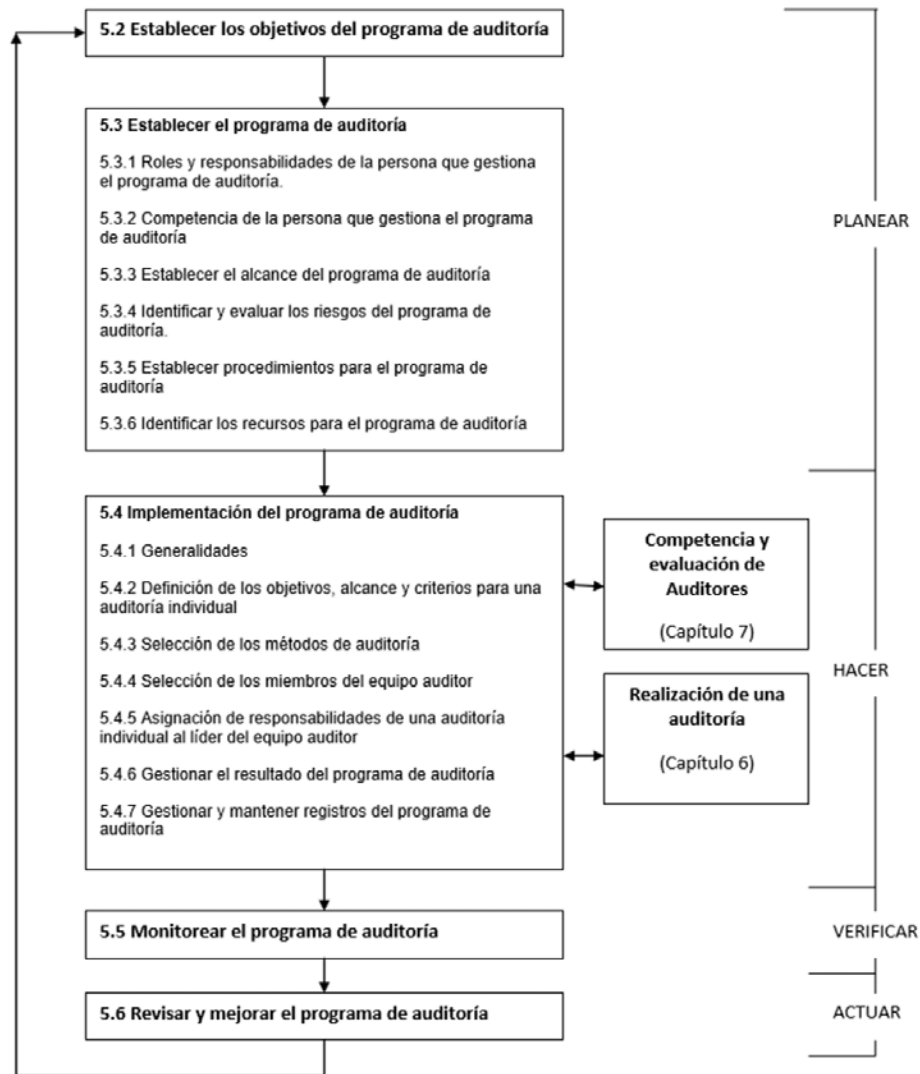 5.2 Establecer los objetivos del programa de auditoría
5.3 Establecer el programa de auditoría
5.3.1 Roles y responsabilidades de la persona que gestiona
el programa de auditoría.
5.3.2 Competencia de la persona que gestiona el programa
de auditoría
5.3.3 Establecer el alcance del programa de auditoría
5.3.4 Identificar y evaluar los riesgos del programa de
auditoría.
5.3.5 Establecer procedimientos para el programa de
auditoría
5.3.6 Identificar los recursos para el programa de auditoría
PLANEAR
5.4 Implementación del programa de auditoría
5.4.1 Generalidades
5.4.2 Definición de los objetivos, alcance y criterios para una
auditoría individual
5.4.3 Selección de los métodos de auditoría
5.4.4 Selección de los miembros del equipo auditor
5.4.5 Asignación de responsabilidades de una auditoría
individual al líder del equipo auditor
5.4.6 Gestionar el resultado del programa de auditoría
5.4.7 Gestionar y mantener registros del programa de
auditoría
Competencia y
evaluación de
Auditores
(Capítulo 7)
Realización de una
auditoría
(Capítulo 6)
HACER
5.5 Monitorear el programa de auditoría
VERIFICAR
5.6 Revisar y mejorar el programa de auditoría
ACTUAR